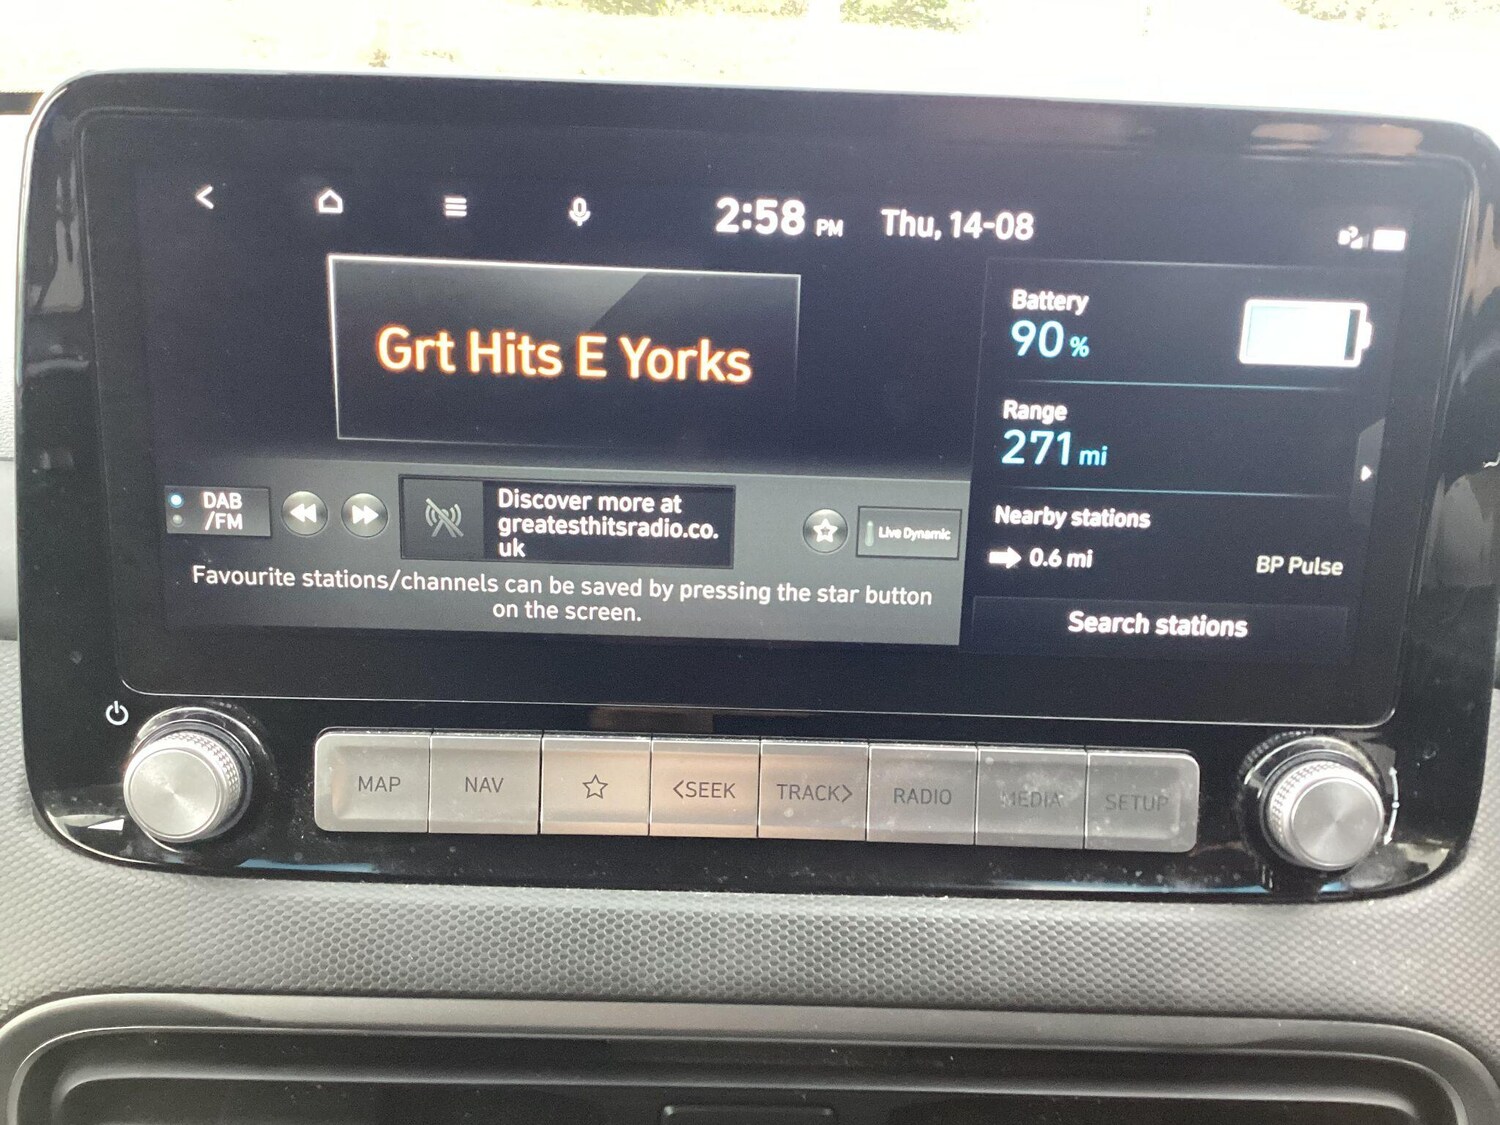 2:58 PM Thu, 14-08
Grt Hits E Yorks
DAB
/FM
Discover more at
greatesthitsradio.co.
uk
Live Dynamic
Favourite stations/channels can be saved by pressing the star button
on the screen.
Battery
90%
Range
271 mi
Nearby stations
0.6 mi BP Pulse
Search stations
MAP NAV <SEEK TRACK> RADIO MEDIA SETUP